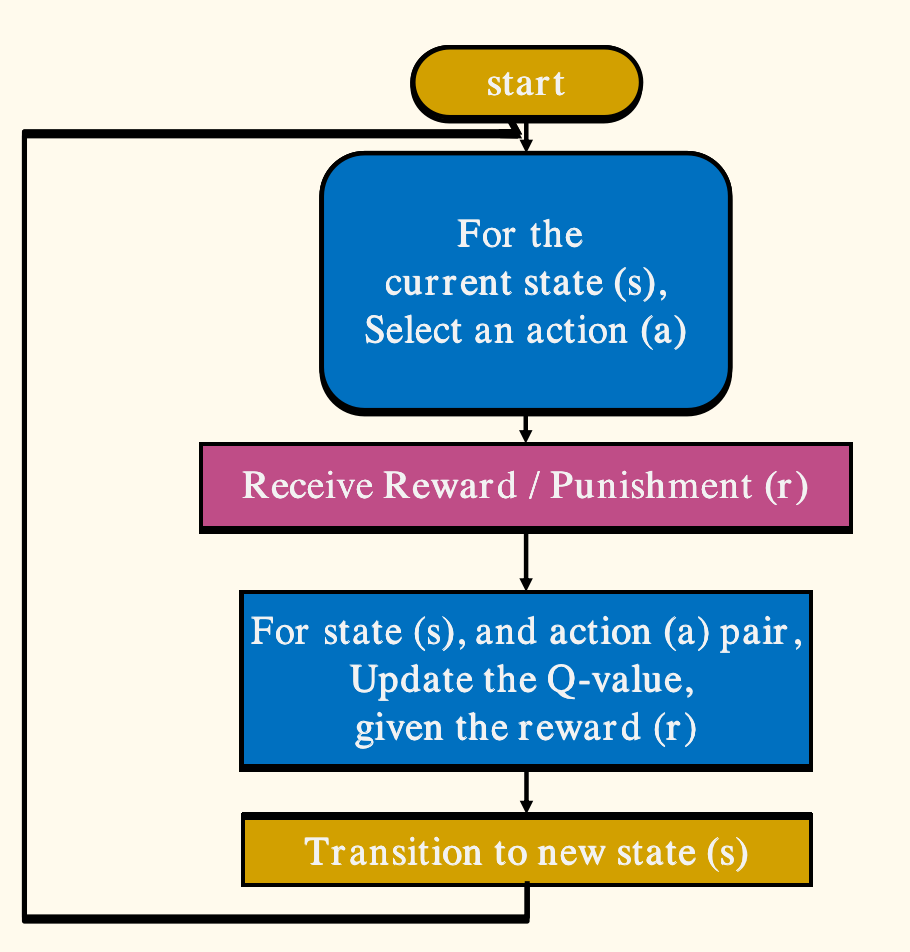 start
For the
current state (s),
Select an action (a)
Receive Reward / Punishment (r)
For state (s), and action (a) pair,
Update the Q-value,
given the reward (r)
Transition to new state (s)